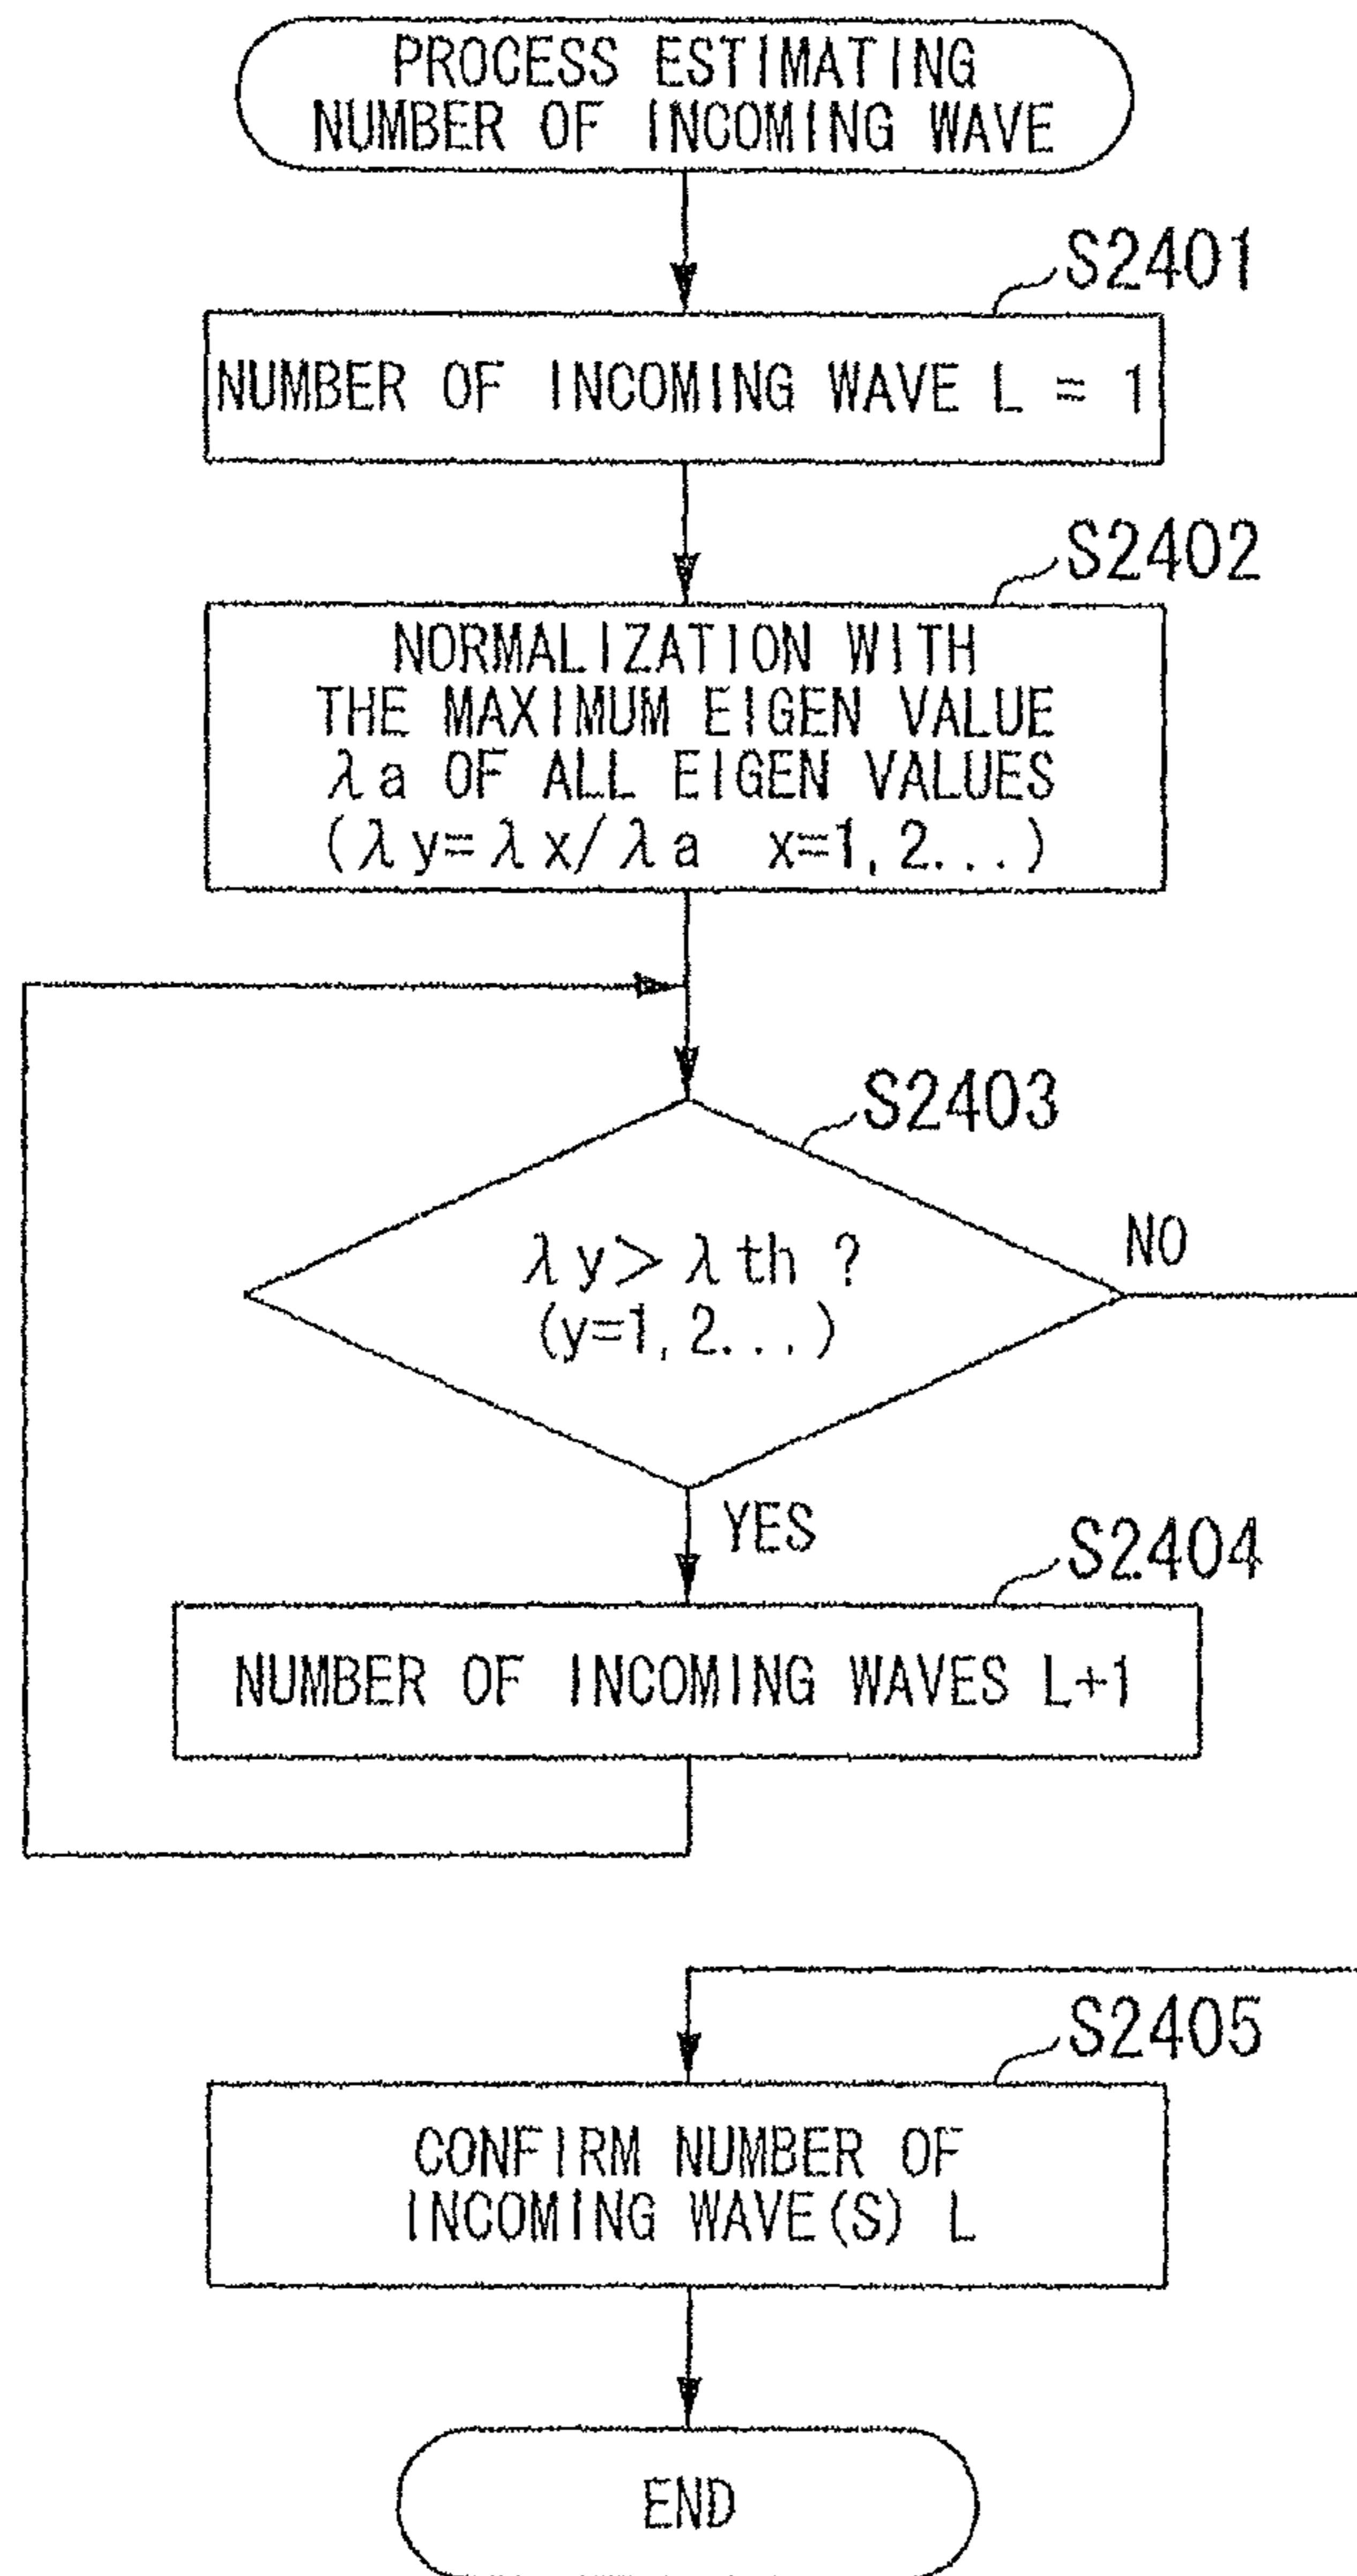 PROCESS ESTIMATING
NUMBER OF INCOMING WAVE
S2401
NUMBER OF INCOMING WAVE L = 1
S2402
NORMALIZATION WITH
THE MAXIMUM EIGEN VALUE
λa OF ALL EIGEN VALUES
(λy=λx/λa x=1, 2...)
S2403
λy> λth ?
(y=1, 2...)
NO
YES
S2404
NUMBER OF INCOMING WAVES L+1
S2405
CONFIRM NUMBER OF
INCOMING WAVE(S) L
END